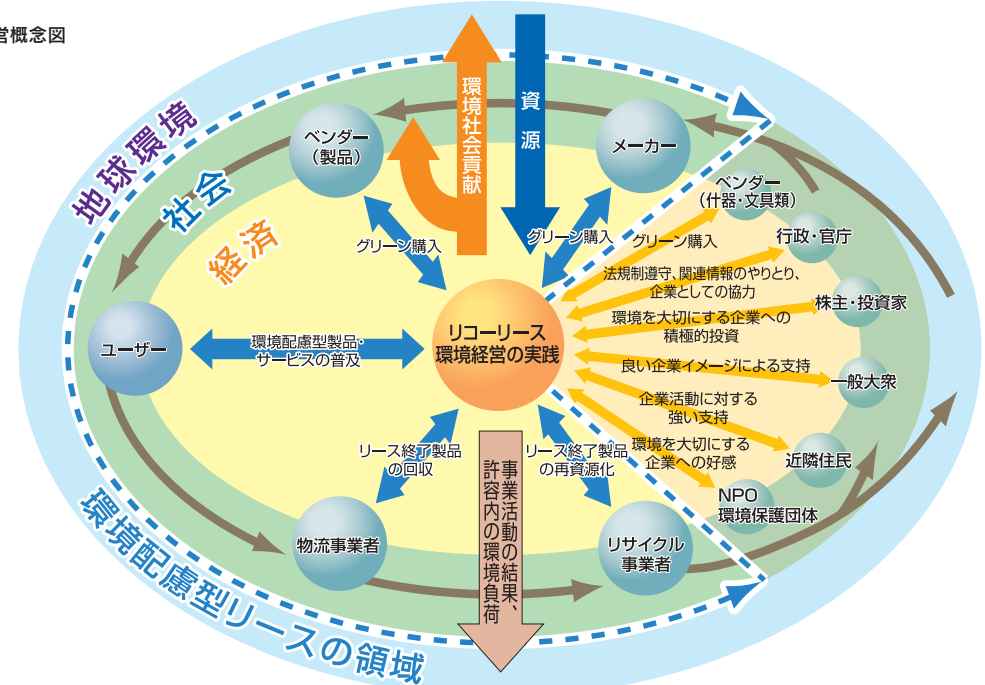 営概念図
地球環境
社会
経済
環境社会貢献
資源
ベンダー
（製品）
メーカー
ベンダー
（什器・文具類）
行政・官庁
株主・投資家
一般大衆
近隣住民
NPO
環境保護団体
リサイクル
事業者
物流事業者
ユーザー
リコーリース
環境経営の実践
グリーン購入
グリーン購入
グリーン購入
法規制遵守、関連情報のやりとり、
企業としての協力
環境を大切にする企業への
積極的投資
良い企業イメージによる支持
企業活動に対する
強い支持
環境を大切にする
企業への好感
環境配慮型製品・
サービスの普及
リース終了製品
の回収
リース終了製品
の再資源化
事業活動の結果、
許容内の環境負荷
環境配慮型リースの領域